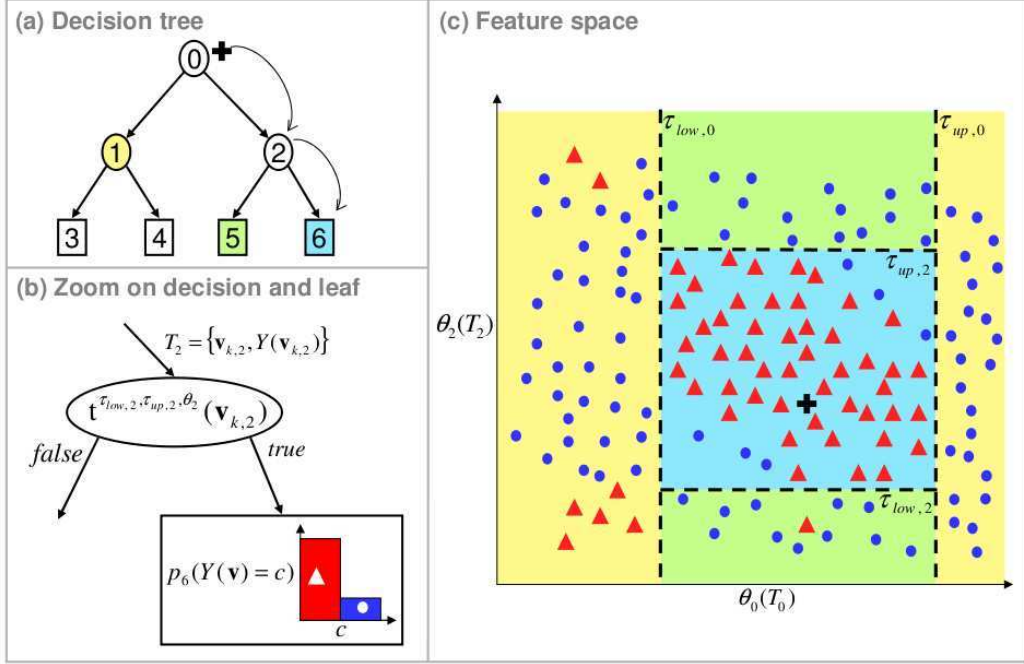 (a) Decision tree
0
1
2
3
4
5
6
(b) Zoom on decision and leaf
T₂ = {v_{k,2}, Y(v_{k,2})}
t^{τ_{low,2},τ_{up,2},θ₂}(v_{k,2})
false
true
p₆(Y(v) = c)
c
(c) Feature space
τ_{low,0}
τ_{up,0}
τ_{up,2}
θ₂(T₂)
τ_{low,2}
θ₀(T₀)